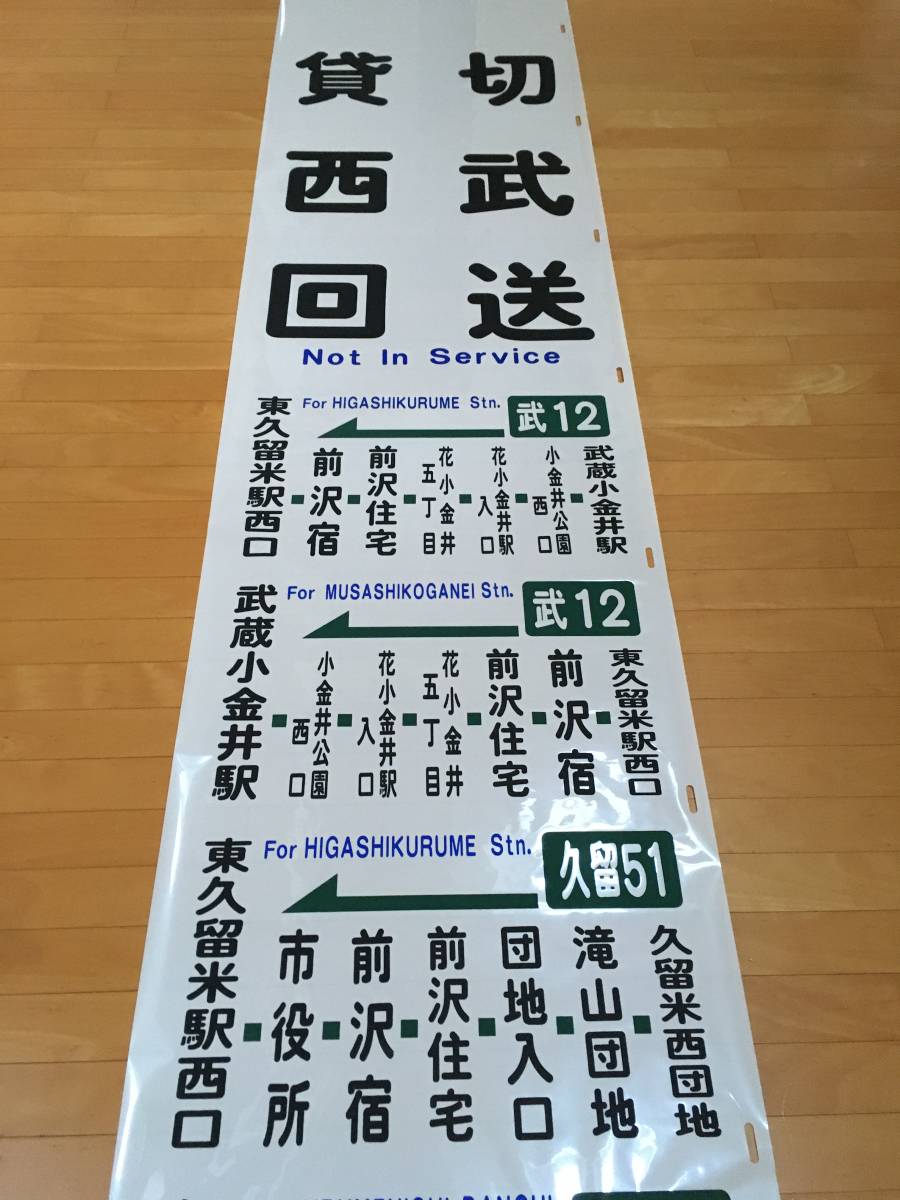 貸切
西武
回送
Not In Service
For HIGASHIKURUME Stn.
武12
武蔵小金井駅
小金井公園
西口
花小金井駅
入口
花小金井
五丁目
前沢住宅
前沢宿
東久留米駅西口
For MUSASHIKOGANEI Stn.
武12
東久留米駅西口
前沢宿
前沢住宅
花小金井
五丁目
花小金井駅
入口
小金井公園
西口
武蔵小金井駅
For HIGASHIKURUME Stn.
久留51
久留米西団地
滝山団地
団地入口
前沢住宅
前沢宿
市役所
東久留米駅西口